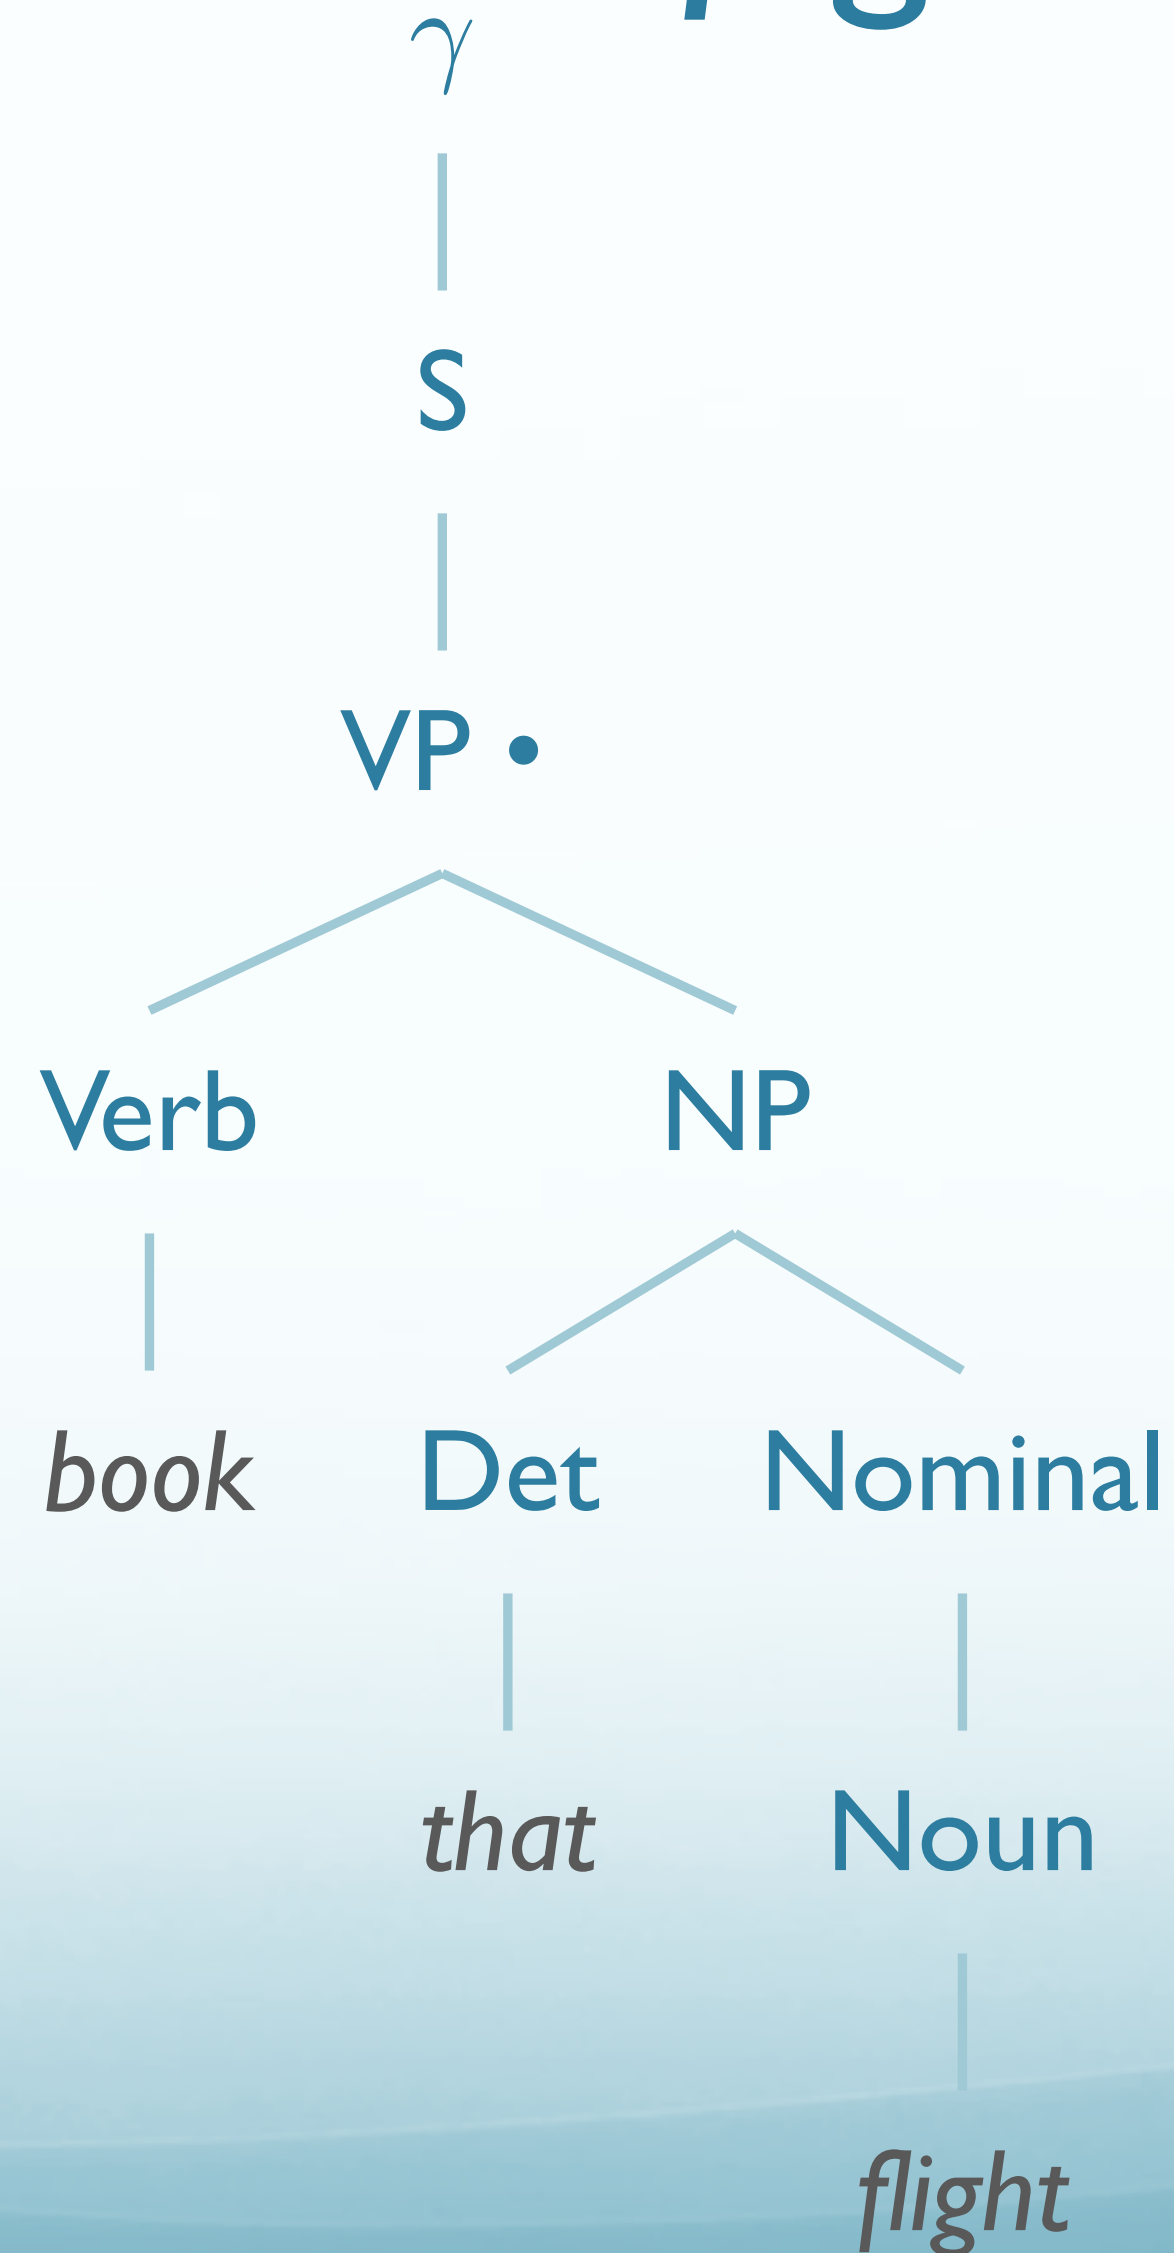 γ
S
VP •
Verb NP
book Det Nominal
that Noun
flight